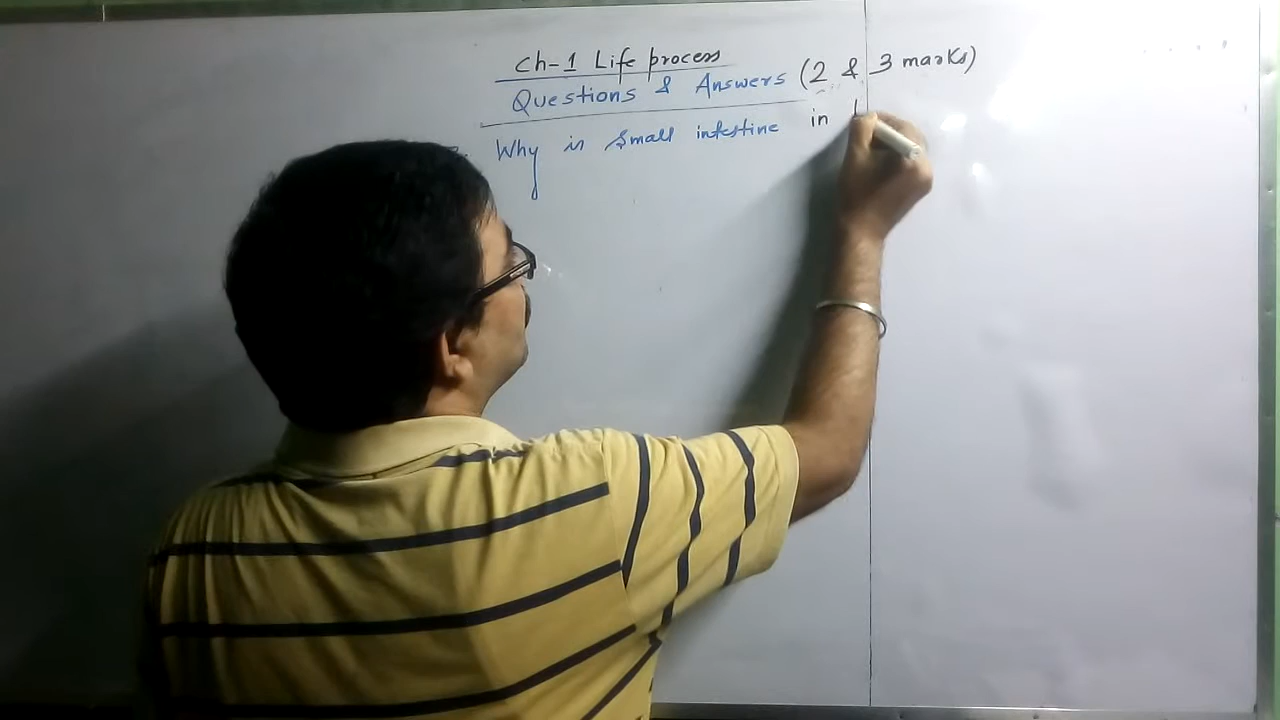 Ch-1 Life process
Questions & Answers (2 & 3 marks)
Why is small intestine in